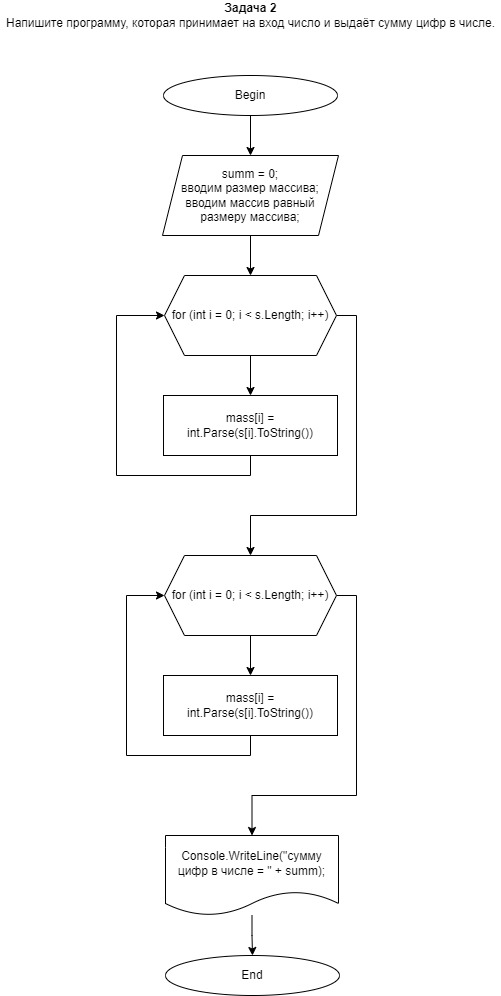 Задача 2
Напишите программу, которая принимает на вход число и выдаёт сумму цифр в числе.
Begin
summ = 0;
вводим размер массива;
вводим массив равный
размеру массива;
for (int i = 0; i < s.Length; i++)
mass[i] =
int.Parse(s[i].ToString())
for (int i = 0; i < s.Length; i++)
mass[i] =
int.Parse(s[i].ToString())
Console.WriteLine("сумму
цифр в числе = " + summ);
End